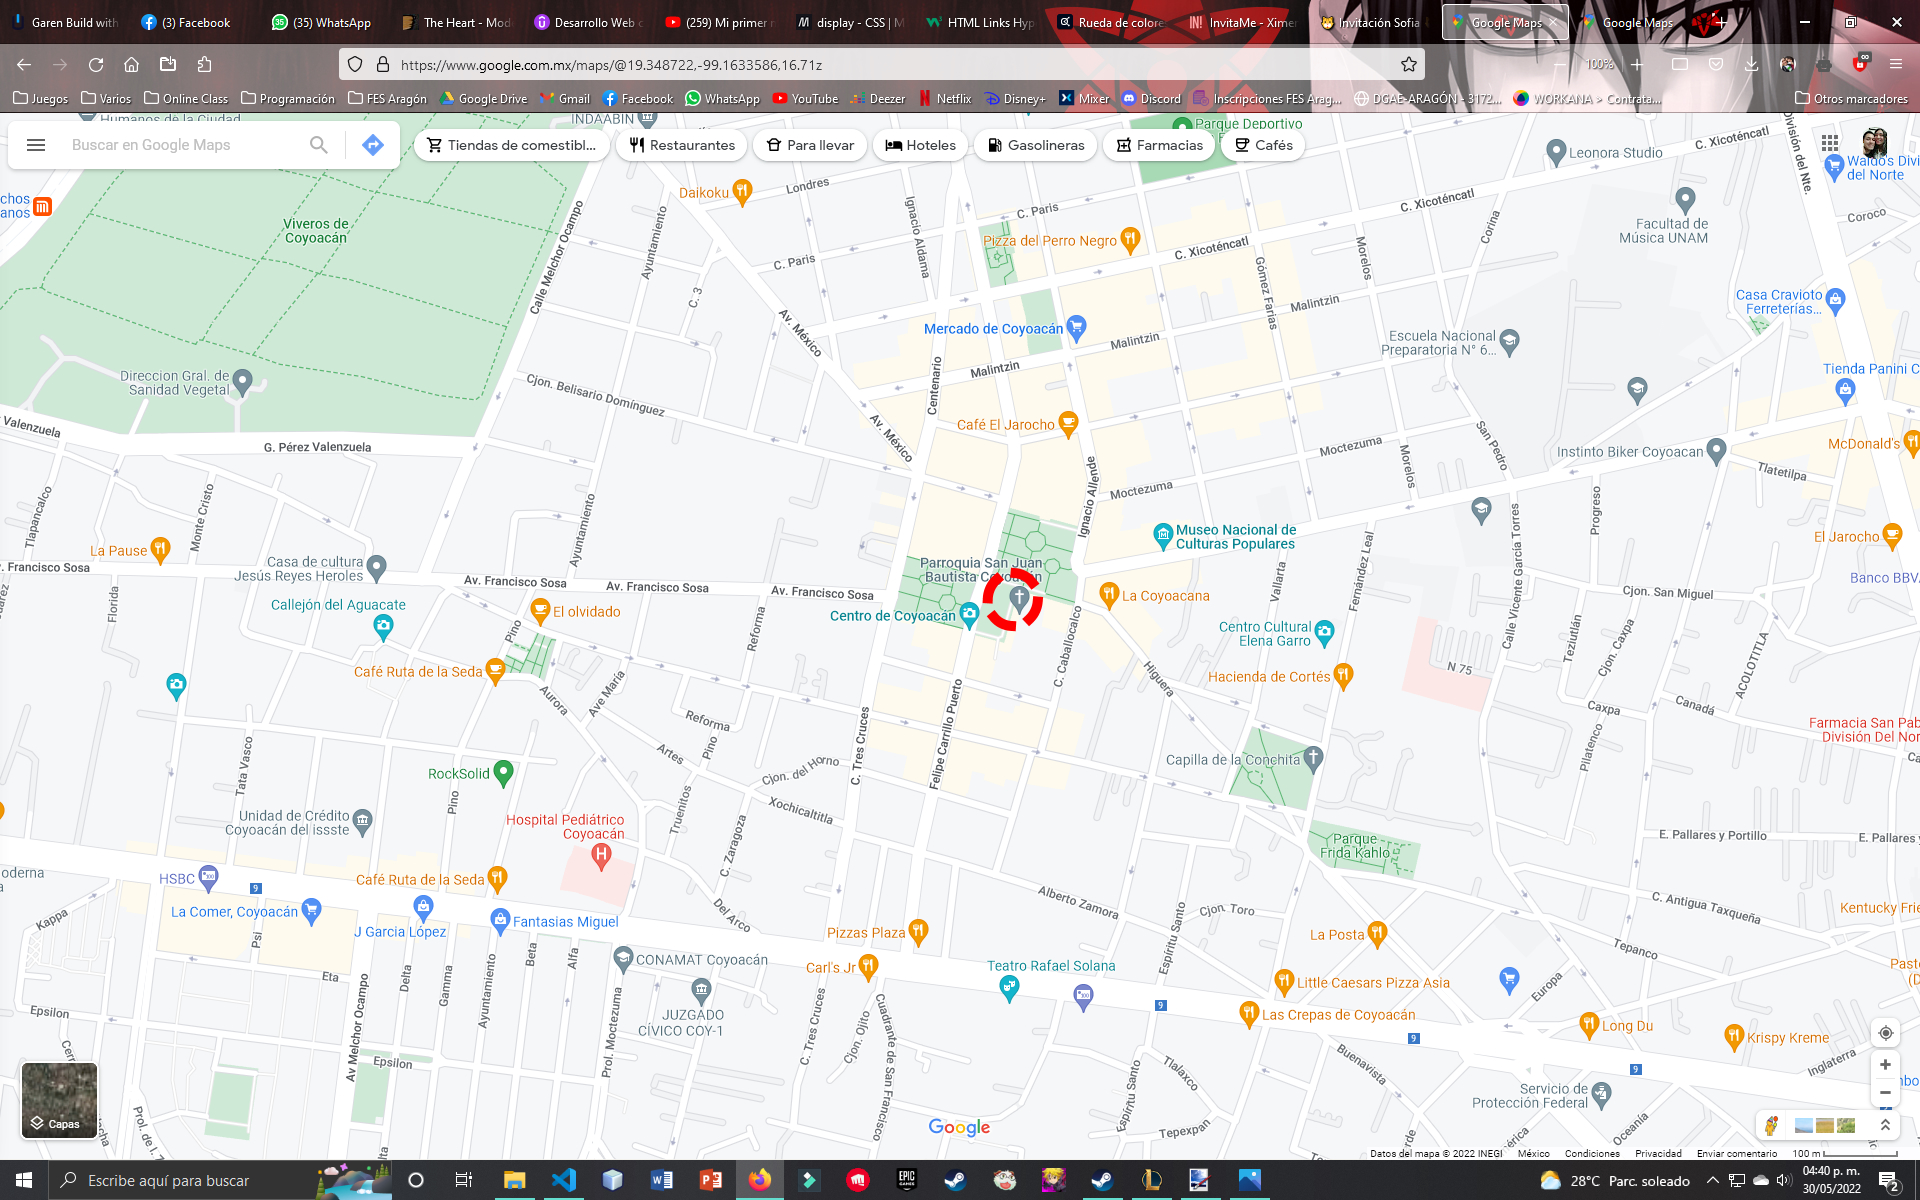 Garen Build with
(3) Facebook
(35) WhatsApp
The Heart - Mod
Desarrollo Web c
(259) Mi primer r
display - CSS | M
HTML Links Hyp
Rueda de colore
InvitaMe - Xime
Invitación Sofia
Google Maps
Google Maps
https://www.google.com.mx/maps/@19.348722,-99.1633586,16.71z
100%
Juegos
Varios
Online Class
Programación
FES Aragón
Google Drive
Gmail
Facebook
WhatsApp
YouTube
Deezer
Netflix
Disney+
Mixer
Discord
Inscripciones FES Arag...
DGAE-ARAGÓN - 3172...
WORKANA > Contrata...
Otros marcadores
Humanos de la Ciudad
INDAABIN
Parque Deportivo
Buscar en Google Maps
Tiendas de comestibl...
Restaurantes
Para llevar
Hoteles
Gasolineras
Farmacias
Cafés
División del Nte.
C. Xicoténcatl
Leonora Studio
Waldo's Divi
del Norte
chos
anos
Daikoku
Londres
C. Paris
Ignacio Aldama
C. Xicoténcatl
Corina
Coroco
Viveros de
Coyoacán
Calle Melchor Ocampo
Ayuntamiento
Facultad de
Música UNAM
Pizza del Perro Negro
C. Xicoténcatl
Morelos
C. Paris
Gómez Farias
C. 3
Malintzin
Casa Cravioto
Ferreterías...
Av. México
Mercado de Coyoacán
Malintzin
Escuela Nacional
Preparatoria N° 6...
Malintzin
Tienda Panini C
Direccion Gral. de
Sanidad Vegetal
Cjon. Belisario Domínguez
Centenario
Café El Jarocho
Av. México
Valenzuela
G. Pérez Valenzuela
Moctezuma
Morelos
San Pedro
Instinto Biker Coyoacan
McDonald's
Tlatetilpa
Tlapancalco
Monte Cristo
Ayuntamiento
Ignacio Allende
Moctezuma
Progreso
Museo Nacional de
Culturas Populares
Calle Vicente García Torres
El Jarocho
La Pause
Casa de cultura
Jesús Reyes Heroles
Parroquia San Juan
Bautista Coyoacán
Fernández Leal
Vallarta
Av. Francisco Sosa
Av. Francisco Sosa
Av. Francisco Sosa
Av. Francisco Sosa
Banco BBVA
Florida
Callejón del Aguacate
El olvidado
Centro de Coyoacán
La Coyoacana
Cjon. San Miguel
Pino
Reforma
C. Caballocalco
Centro Cultural
Elena Garro
Teziutlán
Cjon. Caxpa
ACOLOTITLA
Café Ruta de la Seda
Hacienda de Cortés
N 75
Higuera
Aurora
Ave María
Felipe Carrillo Puerto
C. Tres Cruces
Caxpa
Canadá
Reforma
Pino
Farmacia San Pab
División Del Nor
Tata Vasco
Artes
Cjon. del Horno
Pilatenco
Capilla de la Conchita
RockSolid
Pino
Truenitos
Xochicaltitla
Unidad de Crédito
Coyoacán del issste
Hospital Pediátrico
Coyoacán
C. Zaragoza
Parque
Frida Kahlo
E. Pallares y Portillo
E. Pallares y
oderna
a
HSBC
9
Café Ruta de la Seda
La Comer, Coyoacán
J Garcia López
Fantasias Miguel
Kappa
Psi
Del Arco
Alberto Zamora
Cjon. Toro
C. Antigua Taxqueña
Kentucky Frie
Pizzas Plaza
La Posta
Tepanco
Beta
Alfa
Espíritu Santo
Eta
Delta
Gamma
Ayuntamiento
CONAMAT Coyoacán
Carl's Jr
Teatro Rafael Solana
Little Caesars Pizza Asia
Europa
Past
(D
Av Melchor Ocampo
JUZGADO
CÍVICO COY-1
9
Las Crepas de Coyoacán
Epsilon
Prol. Moctezuma
C. Tres Cruces
Cjon. Ojito
Cuadrante de San Francisco
Long Du
Krispy Kreme
9
Epsilon
Buenavista
9
Inglaterra
Tlalaxco
Espíritu Santo
Servicio de
Protección Federal
Capas
Google
Tepexpan
Oceanía
Datos del mapa © 2022 INEGI
México
Condiciones
Privacidad
Enviar comentario
100 m
Escribe aquí para buscar
28°C Parc. soleado
04:40 p. m.
30/05/2022
2